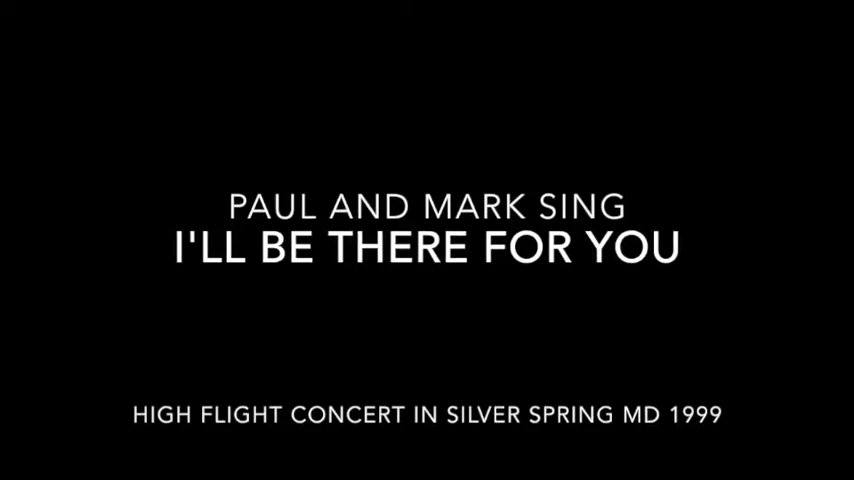 PAUL AND MARK SING
I'LL BE THERE FOR YOU
HIGH FLIGHT CONCERT IN SILVER SPRING MD 1999